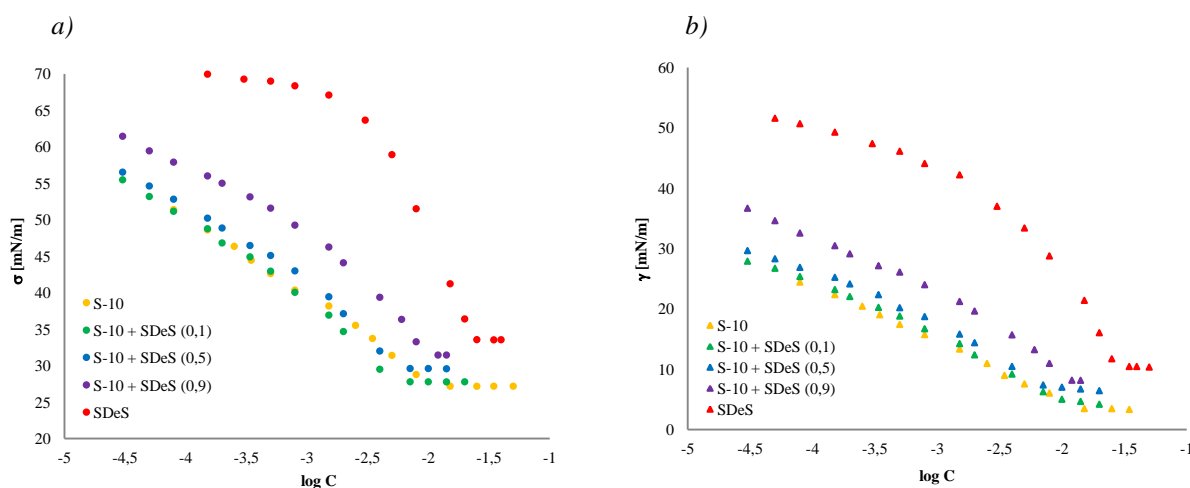 a)
σ [mN/m]
70
65
60
55
50
45
40
35
30
25
20
-5
-4,5
-4
-3,5
-3
-2,5
-2
-1,5
-1
log C
S-10
S-10 + SDeS (0,1)
S-10 + SDeS (0,5)
S-10 + SDeS (0,9)
SDeS
b)
γ [mN/m]
60
50
40
30
20
10
0
-5
-4,5
-4
-3,5
-3
-2,5
-2
-1,5
-1
log C
S-10
S-10 + SDeS (0,1)
S-10 + SDeS (0,5)
S-10 + SDeS (0,9)
SDeS